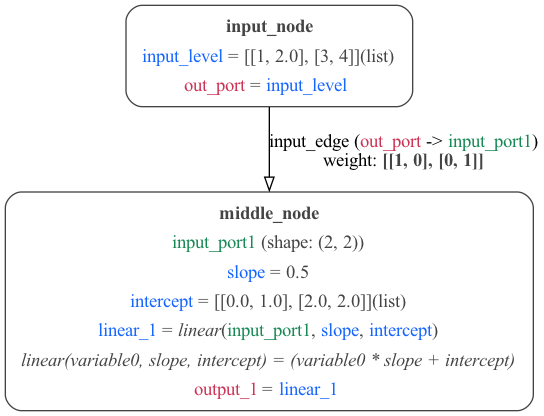 input_node
input_level = [[1, 2.0], [3, 4]](list)
out_port = input_level
input_edge (out_port -> input_port1)
weight: [[1, 0], [0, 1]]
middle_node
input_port1 (shape: (2, 2))
slope = 0.5
intercept = [[0.0, 1.0], [2.0, 2.0]](list)
linear_1 = linear(input_port1, slope, intercept)
linear(variable0, slope, intercept) = (variable0 * slope + intercept)
output_1 = linear_1